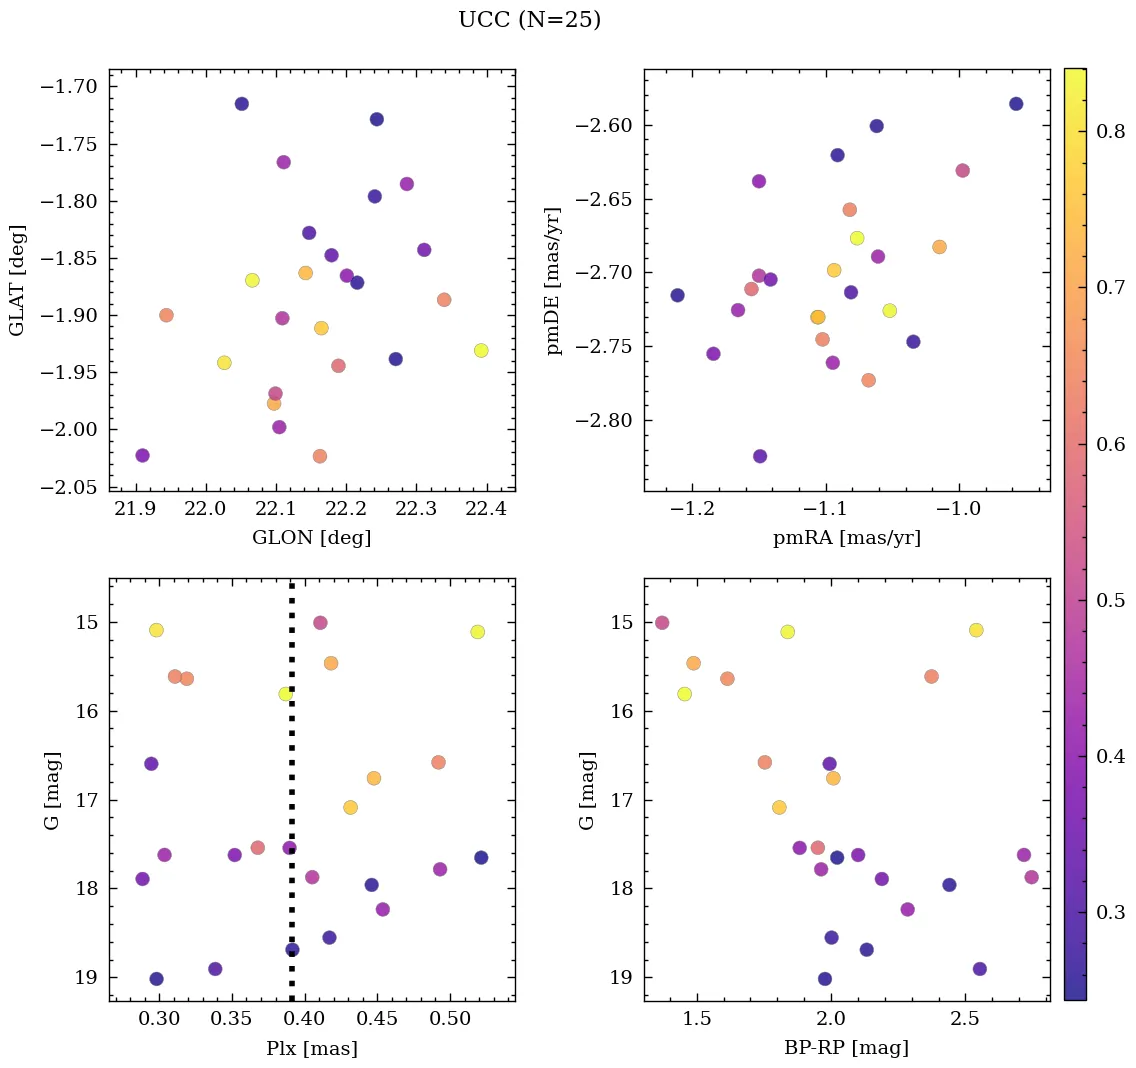 UCC (N=25)
−1.70
−1.75
−1.80
−1.85
−1.90
−1.95
−2.00
−2.05
GLAT [deg]
21.9 22.0 22.1 22.2 22.3 22.4
GLON [deg]
−2.60
−2.65
−2.70
−2.75
−2.80
pmDE [mas/yr]
−1.2 −1.1 −1.0
pmRA [mas/yr]
0.8
0.7
0.6
0.5
0.4
0.3
15
16
17
18
19
G [mag]
0.30 0.35 0.40 0.45 0.50
Plx [mas]
15
16
17
18
19
G [mag]
1.5 2.0 2.5
BP-RP [mag]